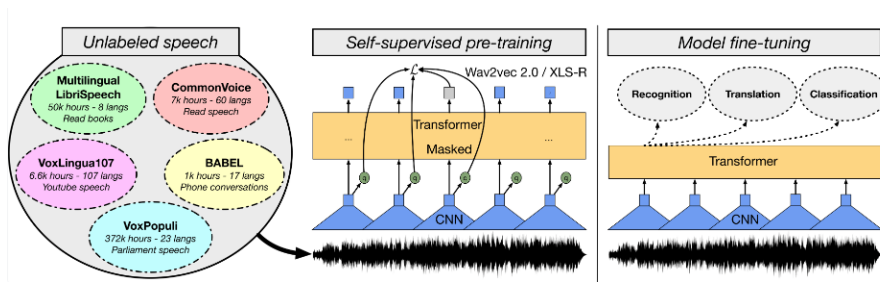 Unlabeled speech
Multilingual
LibriSpeech
50k hours - 8 langs
Read books
CommonVoice
7k hours - 60 langs
Read speech
VoxLingua107
6.6k hours - 107 langs
Youtube speech
BABEL
1k hours - 17 langs
Phone conversations
VoxPopuli
372k hours - 23 langs
Parliament speech
Self-supervised pre-training
ℒ
Wav2vec 2.0 / XLS-R
Transformer
... ...
Masked
q q q q
CNN
Model fine-tuning
Recognition Translation Classification
Transformer
CNN